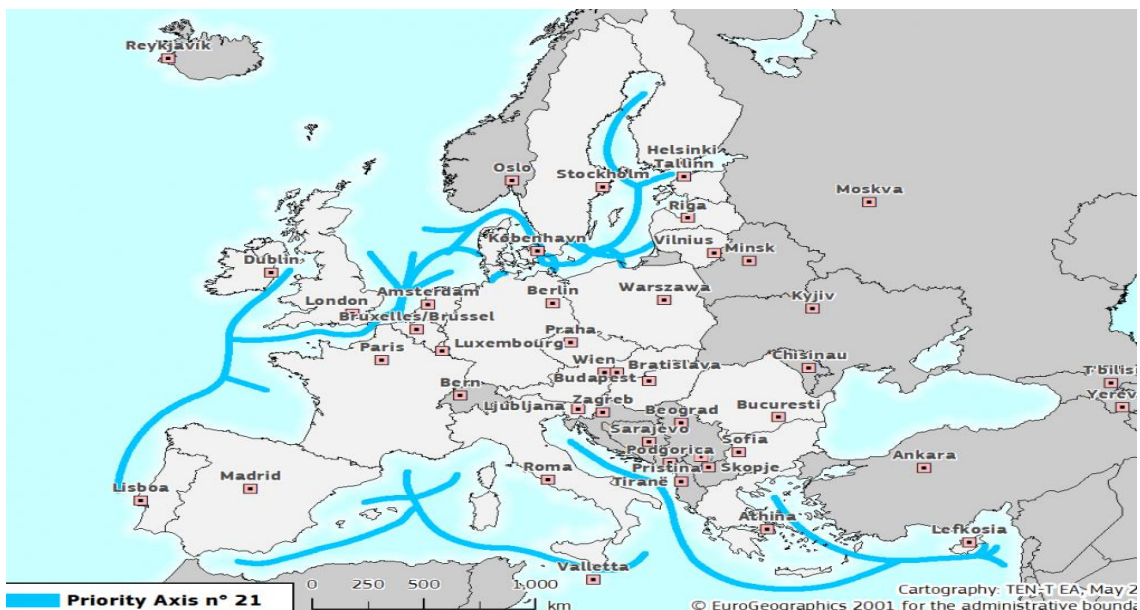 Reykjavik
Helsinki
Oslo
Tallinn
Stockholm
Moskva
Riga
København
Vilnius
Minsk
Dublin
Amsterdam
Berlin
Warszawa
London
Kyjiv
Bruxelles/Brussel
Praha
Paris
Luxembourg
Wien
Bratislava
Chisinau
Budapest
Bern
T'bilisi
Ljubljana
Zagreb
Beograd
Bucuresti
Yerev
Sarajevo
Sofia
Podgorica
Madrid
Roma
Pristina
Skopje
Ankara
Lisboa
Tiranë
Athina
Lefkosia
Valletta
0 250 500 1,000
km
Priority Axis n° 21
Cartography: TEN-T EA, May 2
© EuroGeographics 2001 for the administrative bound